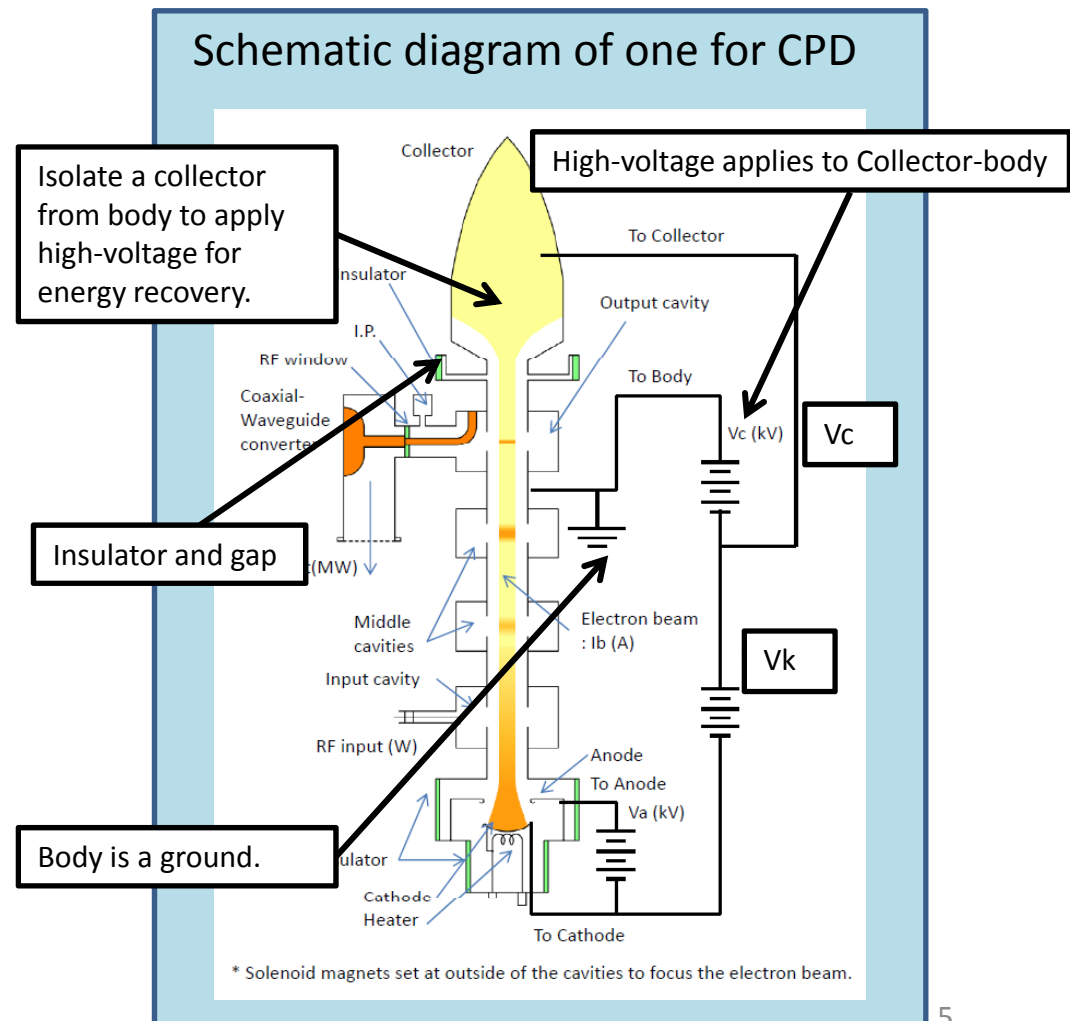 Schematic diagram of one for CPD
Isolate a collector
from body to apply
high-voltage for
energy recovery.
High-voltage applies to Collector-body
Collector
To Collector
nsulator
Output cavity
I.P.
RF window
To Body
Coaxial-
Waveguide
converter
Vc (kV)
Vc
Insulator and gap
(MW)
Middle
cavities
Electron beam
: Ib (A)
Vk
Input cavity
RF input (W)
Anode
To Anode
Va (kV)
Body is a ground.
ulator
Cathode
Heater
To Cathode
* Solenoid magnets set at outside of the cavities to focus the electron beam.
5